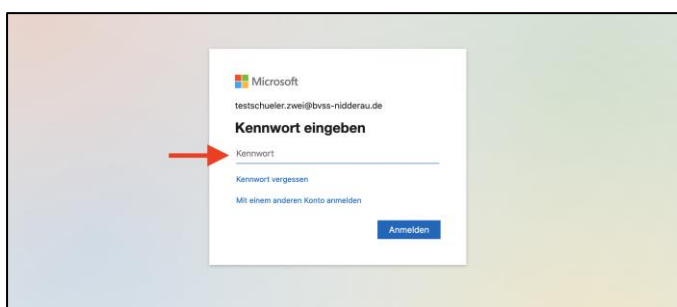 Microsoft
testschueler.zwei@bvss-nidderau.de
Kennwort eingeben
Kennwort
Kennwort vergessen
Mit einem anderen Konto anmelden
Anmelden